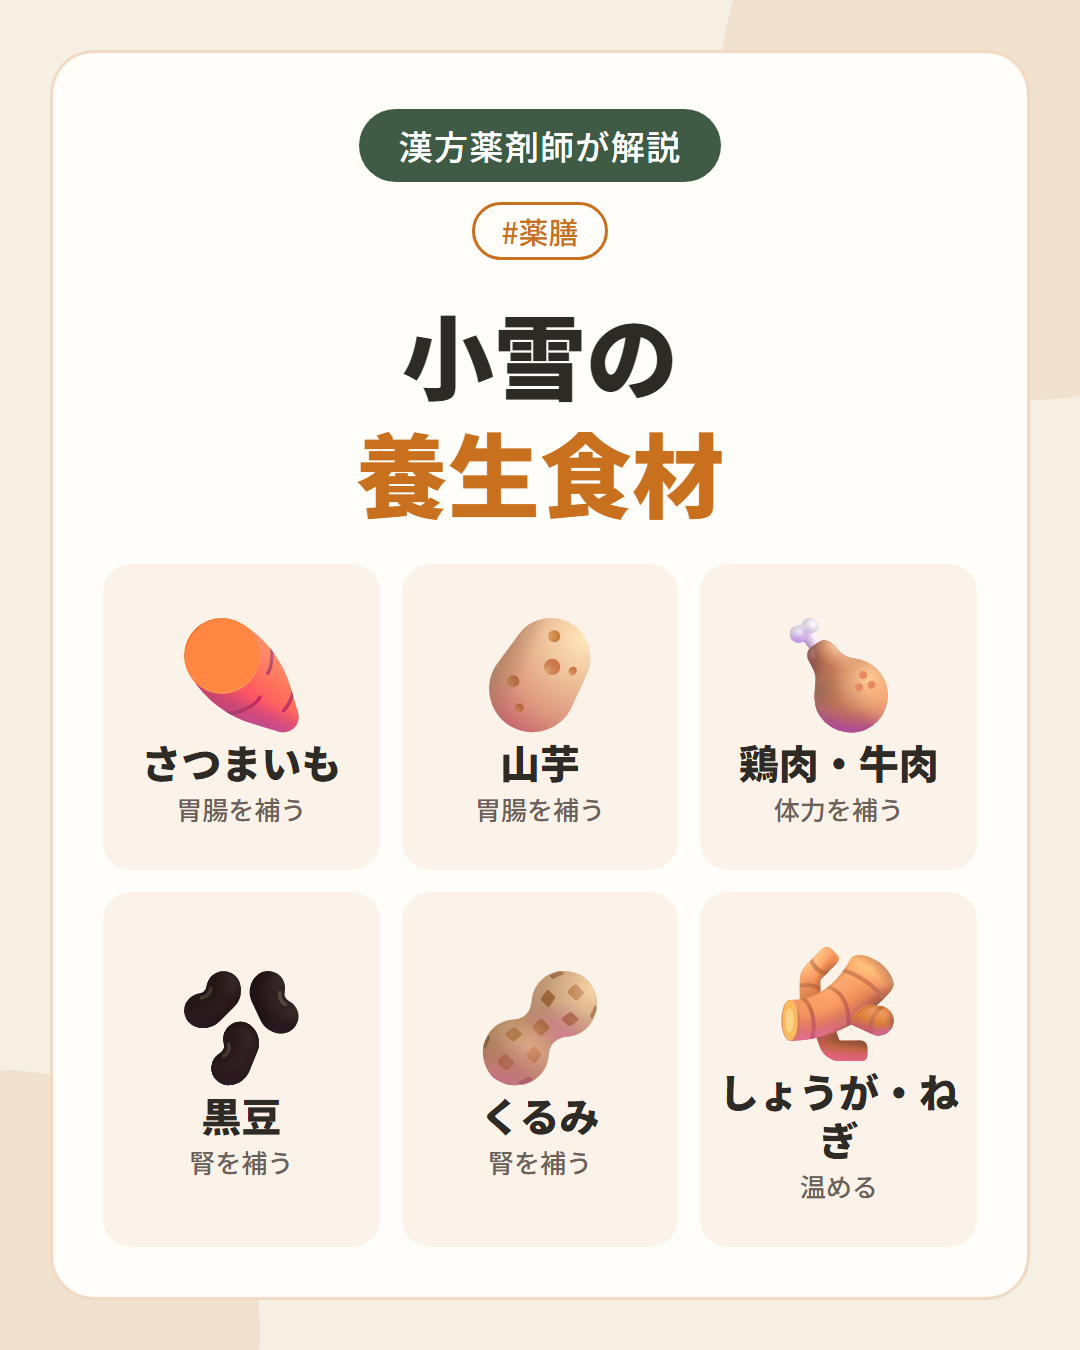 漢方薬剤師が解説
#薬膳
小雪の
養生食材
さつまいも
胃腸を補う
山芋
胃腸を補う
鶏肉・牛肉
体力を補う
黒豆
腎を補う
くるみ
腎を補う
しょうが・ね
ぎ
温める